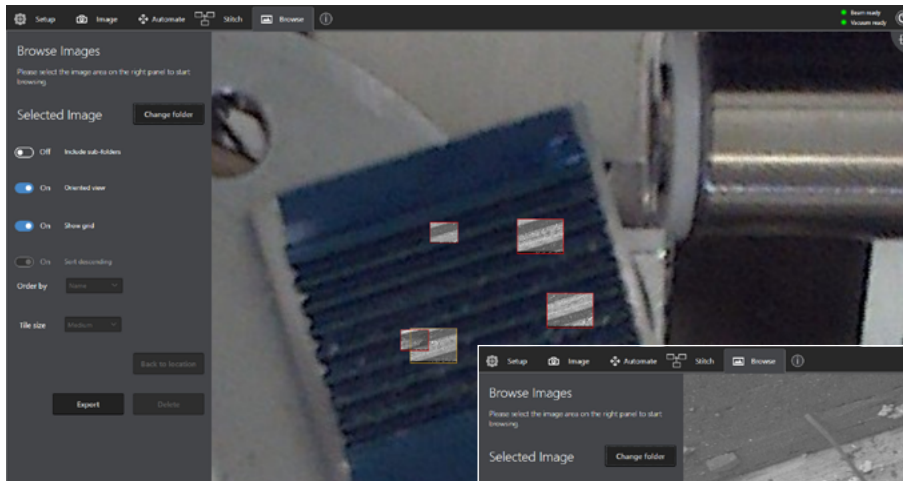 Setup Image Automate Stitch Browse
Beam ready
Vacuum ready
Browse Images
Please select the image area on the right panel to start
browsing
Selected Image Change folder
Off Include sub-folders
On Oriented view
On Show grid
On Sort descending
Order by Name
Tile size Medium
Back to location
Export Delete
Setup Image Automate Stitch Browse
Browse Images
Please select the image area on the right panel to start
browsing
Selected Image Change folder